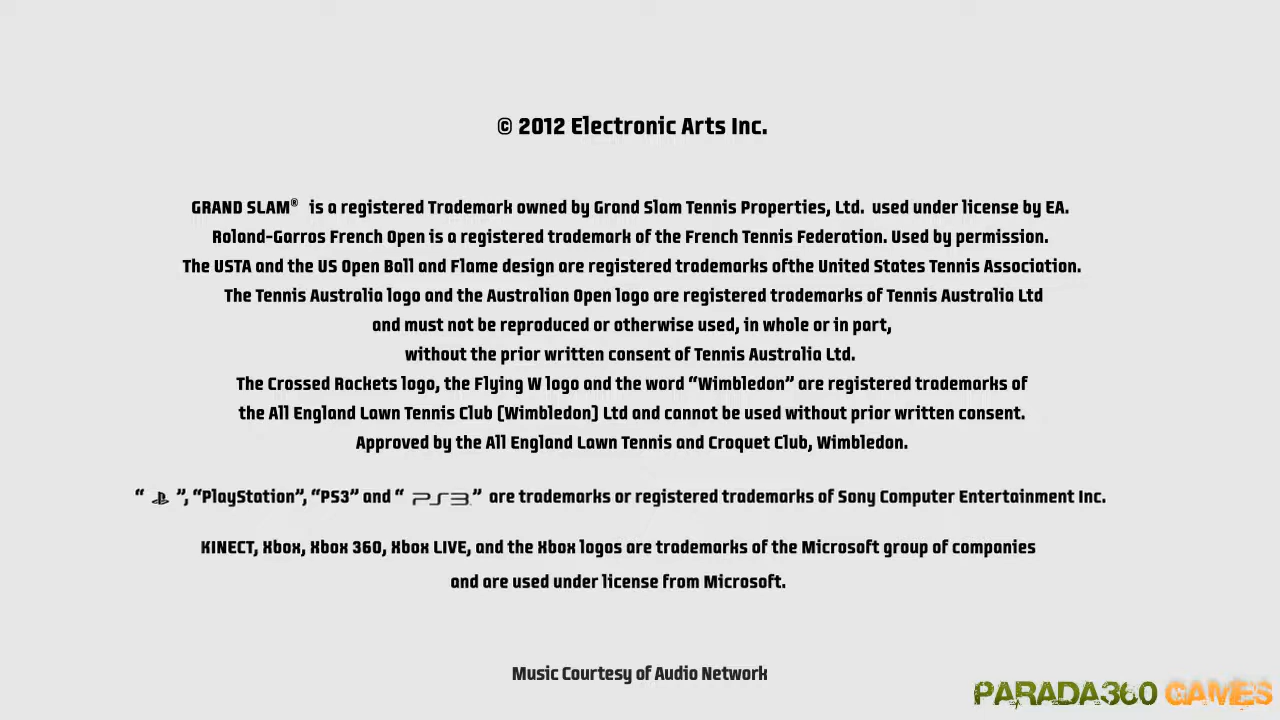 © 2012 Electronic Arts Inc.
GRAND SLAM® is a registered Trademark owned by Grand Slam Tennis Properties, Ltd. used under license by EA.
Roland-Garros French Open is a registered trademark of the French Tennis Federation. Used by permission.
The USTA and the US Open Ball and Flame design are registered trademarks ofthe United States Tennis Association.
The Tennis Australia logo and the Australian Open logo are registered trademarks of Tennis Australia Ltd
and must not be reproduced or otherwise used, in whole or in part,
without the prior written consent of Tennis Australia Ltd.
The Crossed Rackets logo, the Flying W logo and the word “Wimbledon” are registered trademarks of
the All England Lawn Tennis Club (Wimbledon) Ltd and cannot be used without prior written consent.
Approved by the All England Lawn Tennis and Croquet Club, Wimbledon.
“ ”, “PlayStation”, “PS3” and “ PS3 ” are trademarks or registered trademarks of Sony Computer Entertainment Inc.
KINECT, Xbox, Xbox 360, Xbox LIVE, and the Xbox logos are trademarks of the Microsoft group of companies
and are used under license from Microsoft.
Music Courtesy of Audio Network
PARADA360 GAMES